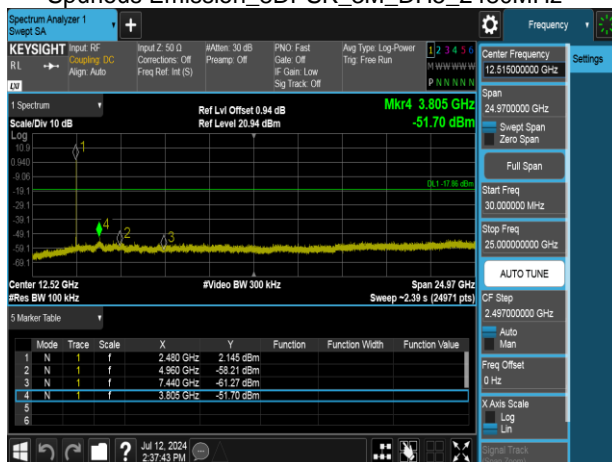 Spectrum Analyzer 1
Swept SA
+
Frequency
KEYSIGHT
Input: RF
Input Z: 50 Ω
#Atten: 30 dB
PNO: Fast
Avg Type: Log-Power
1 2 3 4 5 6
RL
Coupling: DC
Corrections: Off
Preamp: Off
Gate: Off
Trig: Free Run
M W W W W W
Align: Auto
Freq Ref: Int (S)
IF Gain: Low
P N N N N N
Sig Track: Off
LXI
1 Spectrum
Ref Lvl Offset 0.94 dB
Mkr4 3.805 GHz
Scale/Div 10 dB
Ref Level 20.94 dBm
-51.70 dBm
Log
10.9
0.940
-9.06
-19.1
-29.1
-39.1
-49.1
-59.1
-69.1
1
4
2
3
DL1 -17.86 dBm
Center 12.52 GHz
#Video BW 300 kHz
Span 24.97 GHz
#Res BW 100 kHz
Sweep ~2.39 s (24971 pts)
5 Marker Table
Mode Trace Scale X Y Function Function Width Function Value
1 N 1 f 2.480 GHz 2.145 dBm
2 N 1 f 4.960 GHz -58.21 dBm
3 N 1 f 7.440 GHz -61.27 dBm
4 N 1 f 3.805 GHz -51.70 dBm
5
6
?
Jul 12, 2024
2:37:43 PM
Center Frequency
12.515000000 GHz
Settings
Span
24.9700000 GHz
Swept Span
Zero Span
Full Span
Start Freq
30.000000 MHz
Stop Freq
25.000000000 GHz
AUTO TUNE
CF Step
2.497000000 GHz
Auto
Man
Freq Offset
0 Hz
X Axis Scale
Log
Lin
Signal Track